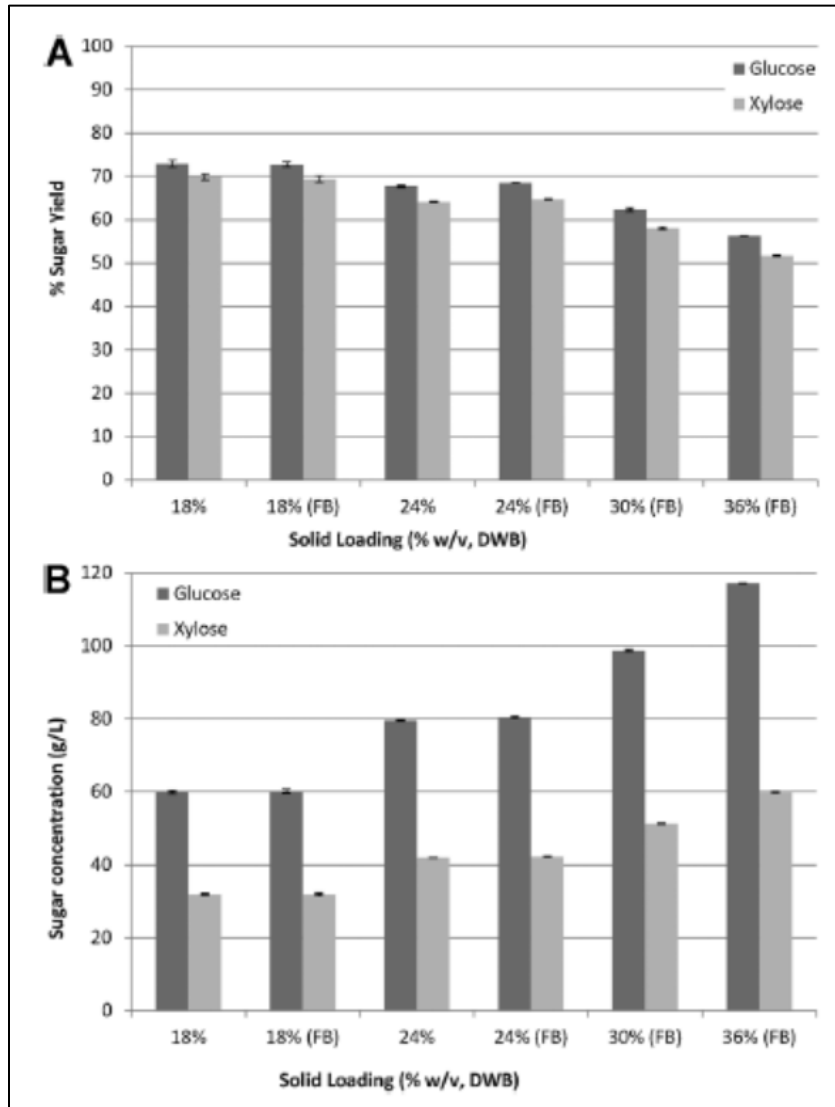 A
100
90
80
70
60
50
40
30
20
10
0
% Sugar Yield
Glucose
Xylose
18% 18% (FB) 24% 24% (FB) 30% (FB) 36% (FB)
Solid Loading (% w/v, DWB)
B
120
100
80
60
40
20
0
Sugar concentration (g/L)
Glucose
Xylose
18% 18% (FB) 24% 24% (FB) 30% (FB) 36% (FB)
Solid Loading (% w/v, DWB)